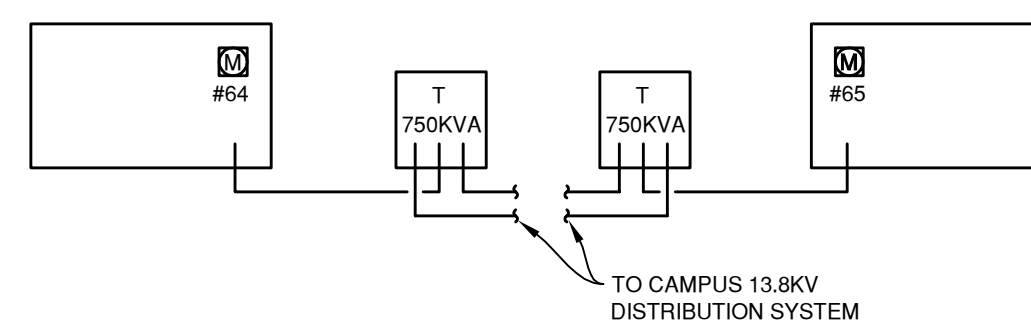 M
#64
T
750KVA
T
750KVA
M
#65
TO CAMPUS 13.8KV
DISTRIBUTION SYSTEM